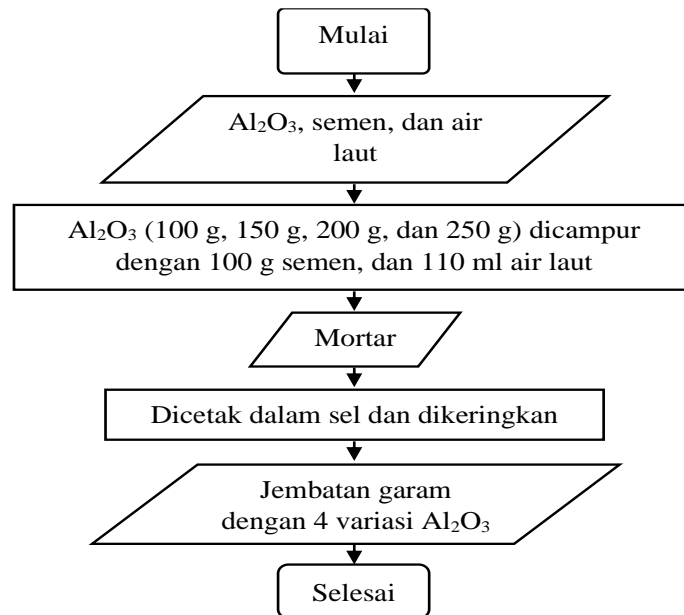 Mulai
Al₂O₃, semen, dan air
laut
Al₂O₃ (100 g, 150 g, 200 g, dan 250 g) dicampur
dengan 100 g semen, dan 110 ml air laut
Mortar
Dicetak dalam sel dan dikeringkan
Jembatan garam
dengan 4 variasi Al₂O₃
Selesai